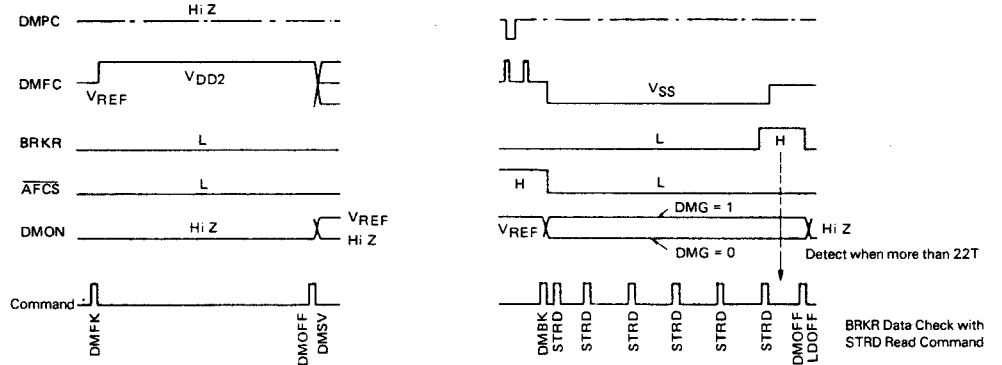 DMPC
Hi Z
DMFC
VREF
VDD2
VSS
BRKR
L
L
H
AFCS
L
H
L
DMON
Hi Z
VREF
Hi Z
VREF
DMG = 1
DMG = 0
Hi Z
Detect when more than 22T
Command
DMFK
DMOFF
DMSV
DMBK
STRD
STRD
STRD
STRD
STRD
STRD
DMOFF
LDOFF
BRKR Data Check with
STRD Read Command